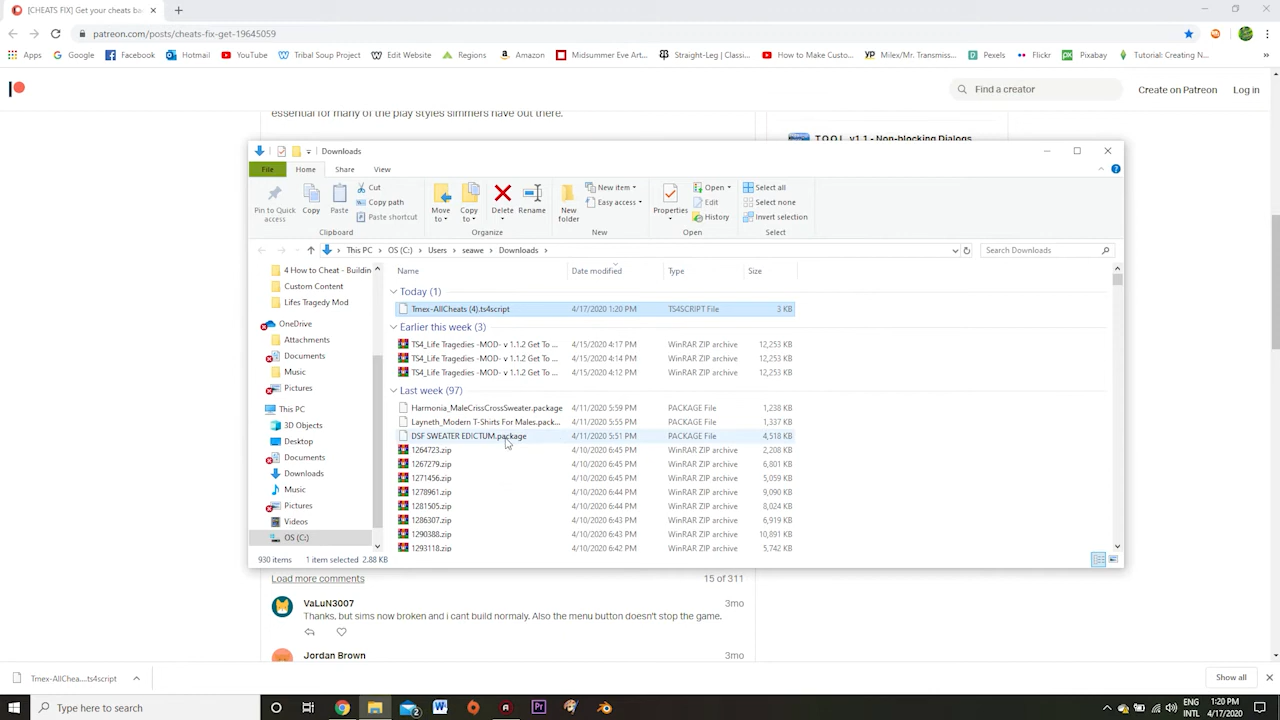 [CHEATS FIX] Get your cheats ba
patreon.com/posts/cheats-fix-get-19645059
Apps Google Facebook Hotmail YouTube Tribal Soup Project Edit Website Regions Amazon Midsummer Eve Art... Straight-Leg | Classi... How to Make Custo... Milex/Mr. Transmiss... Pexels Flickr Pixabay Tutorial: Creating N... »
Find a creator Create on Patreon Log in
essential for many of the play styles simmers have out there.
T.O.O.L. v1.1 - Non-blocking Dialogs
Downloads
File Home Share View
Pin to Quick access Copy Paste Cut Copy path Paste shortcut Move to Copy to Delete Rename New folder New item Easy access Properties Open Edit History Select all Select none Invert selection
Clipboard Organize New Open Select
This PC OS (C:) Users seawe Downloads Search Downloads
Name Date modified Type Size
4 How to Cheat - Buildin
Custom Content
Lifes Tragedy Mod
OneDrive
Attachments
Documents
Music
Pictures
This PC
3D Objects
Desktop
Documents
Downloads
Music
Pictures
Videos
OS (C:)
Today (1)
Tmex-AllCheats (4).ts4script 4/17/2020 1:20 PM TS4SCRIPT File 3 KB
Earlier this week (3)
TS4_Life Tragedies -MOD- v 1.1.2 Get To ... 4/15/2020 4:17 PM WinRAR ZIP archive 12,253 KB
TS4_Life Tragedies -MOD- v 1.1.2 Get To ... 4/15/2020 4:14 PM WinRAR ZIP archive 12,253 KB
TS4_Life Tragedies -MOD- v 1.1.2 Get To ... 4/15/2020 4:12 PM WinRAR ZIP archive 12,253 KB
Last week (97)
Harmonia_MaleCrissCrossSweater.package 4/11/2020 5:59 PM PACKAGE File 1,238 KB
Layneth_Modern T-Shirts For Males.pack... 4/11/2020 5:55 PM PACKAGE File 1,337 KB
DSF SWEATER EDICTUM.package 4/11/2020 5:51 PM PACKAGE File 4,518 KB
1264723.zip 4/10/2020 6:45 PM WinRAR ZIP archive 2,208 KB
1267279.zip 4/10/2020 6:45 PM WinRAR ZIP archive 6,801 KB
1271456.zip 4/10/2020 6:45 PM WinRAR ZIP archive 5,059 KB
1278961.zip 4/10/2020 6:44 PM WinRAR ZIP archive 9,090 KB
1281505.zip 4/10/2020 6:44 PM WinRAR ZIP archive 8,024 KB
1286307.zip 4/10/2020 6:43 PM WinRAR ZIP archive 6,919 KB
1290388.zip 4/10/2020 6:43 PM WinRAR ZIP archive 10,891 KB
1293118.zip 4/10/2020 6:42 PM WinRAR ZIP archive 5,742 KB
930 items 1 item selected 2.88 KB
Load more comments 15 of 311
VaLuN3007 3mo
Thanks, but sims now broken and i cant build normaly. Also the menu button doesn't stop the game.
Jordan Brown 3mo
Tmex-AllChea....ts4script Show all
Type here to search
ENG 1:20 PM
INTL 4/17/2020